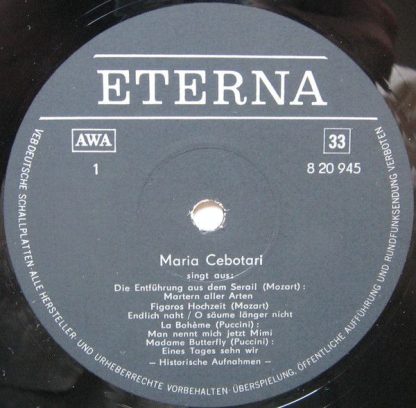 ETERNA
AWA
33
1
8 20 945
Maria Cebotari
singt aus:
Die Entführung aus dem Serail (Mozart) :
Martern aller Arten
Figaros Hochzeit (Mozart)
Endlich naht / O säume länger nicht
La Bohème (Puccini) :
Man nennt mich jetzt Mimi
Madame Butterfly (Puccini) :
Eines Tages sehn wir
– Historische Aufnahmen –
VEB DEUTSCHE SCHALLPLATTEN · ALLE HERSTELLER UND URHEBERRECHTE VORBEHALTEN · ÜBERSPIELUNG, ÖFFENTLICHE AUFFÜHRUNG UND RUNDFUNKSENDUNG VERBOTEN